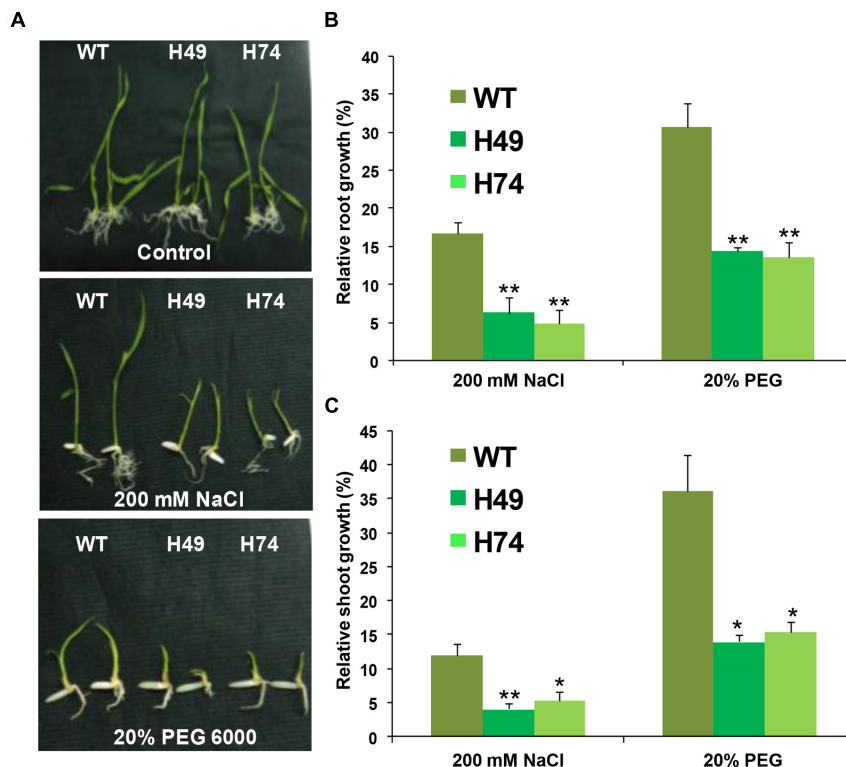 A
WT H49 H74
Control
WT H49 H74
200 mM NaCl
WT H49 H74
20% PEG 6000
B
Relative root growth (%)
40
35
30
25
20
15
10
5
0
WT
H49
H74
**
**
**
**
200 mM NaCl 20% PEG
C
Relative shoot growth (%)
45
40
35
30
25
20
15
10
5
0
WT
H49
H74
**
*
*
*
200 mM NaCl 20% PEG